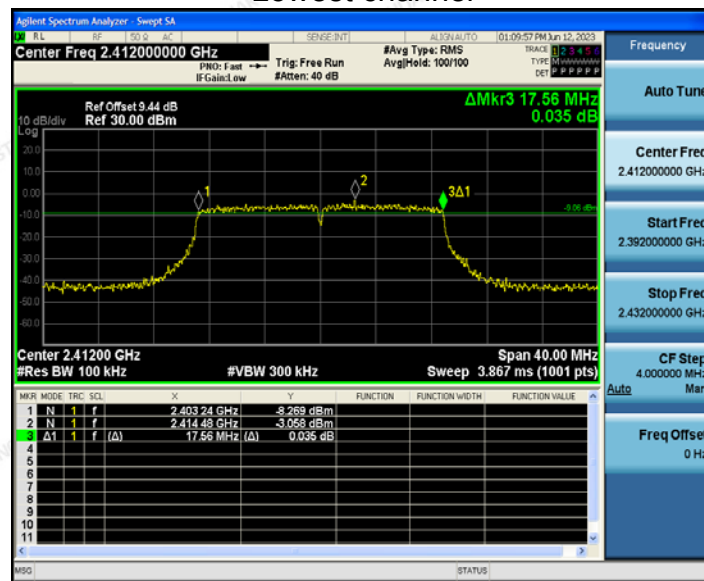 Lowest channel
Agilent Spectrum Analyzer - Swept SA
RL RF 50 Ω AC SENSE:INT ALIGN AUTO 01:09:57 PM Jun 12, 2023
Center Freq 2.412000000 GHz #Avg Type: RMS TRACE 1 2 3 4 5 6
PNO: Fast Trig: Free Run Avg|Hold: 100/100 TYPE M
IFGain:Low #Atten: 40 dB DET P P P P P P
ΔMkr3 17.56 MHz
0.035 dB
Ref Offset 9.44 dB
10 dB/div Ref 30.00 dBm
Log
20.0
10.0
0.00
-10.0
-20.0
-30.0
-40.0
-50.0
-60.0
1
2
3Δ1
-9.06 dBm
Center 2.41200 GHz Span 40.00 MHz
#Res BW 100 kHz #VBW 300 kHz Sweep 3.867 ms (1001 pts)
MKR MODE TRC SCL X Y FUNCTION FUNCTION WIDTH FUNCTION VALUE
1 N 1 f 2.403 24 GHz -8.269 dBm
2 N 1 f 2.414 48 GHz -3.058 dBm
3 Δ1 1 f (Δ) 17.56 MHz (Δ) 0.035 dB
4
5
6
7
8
9
10
11
MSG STATUS
Frequency
Auto Tune
Center Freq
2.412000000 GHz
Start Freq
2.392000000 GHz
Stop Freq
2.432000000 GHz
CF Step
4.000000 MHz
Auto Man
Freq Offset
0 Hz